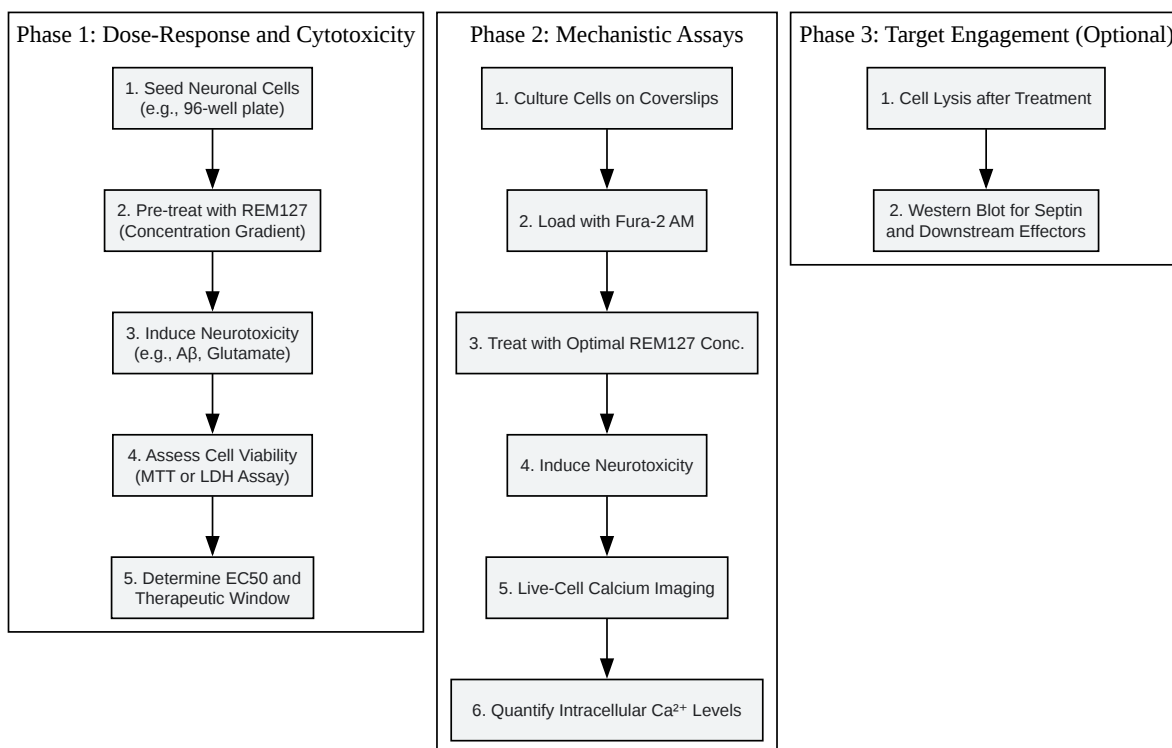 Phase 1: Dose-Response and Cytotoxicity
1. Seed Neuronal Cells
(e.g., 96-well plate)
2. Pre-treat with REM127
(Concentration Gradient)
3. Induce Neurotoxicity
(e.g., Aβ, Glutamate)
4. Assess Cell Viability
(MTT or LDH Assay)
5. Determine EC50 and
Therapeutic Window
Phase 2: Mechanistic Assays
1. Culture Cells on Coverslips
2. Load with Fura-2 AM
3. Treat with Optimal REM127 Conc.
4. Induce Neurotoxicity
5. Live-Cell Calcium Imaging
6. Quantify Intracellular Ca²⁺ Levels
Phase 3: Target Engagement (Optional)
1. Cell Lysis after Treatment
2. Western Blot for Septin
and Downstream Effectors